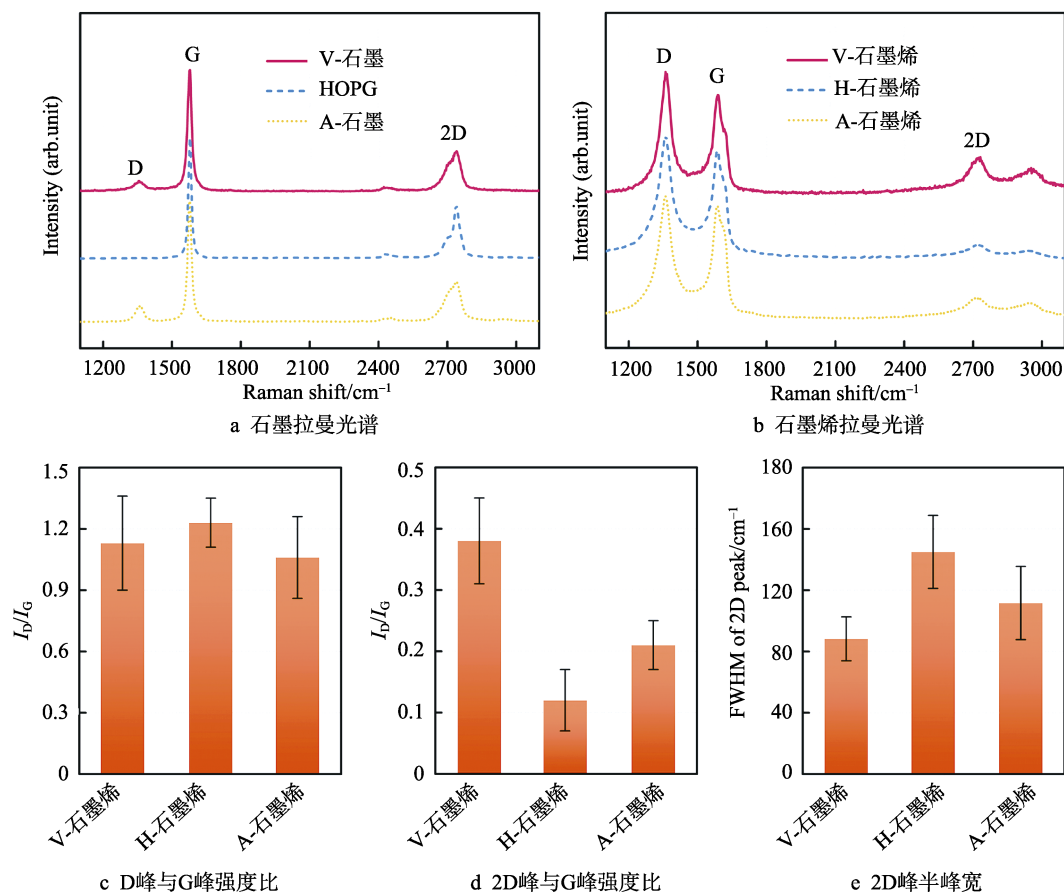 V-石墨
HOPG
A-石墨
D
G
2D
Intensity (arb.unit)
1200 1500 1800 2100 2400 2700 3000
Raman shift/cm⁻¹
a 石墨拉曼光谱
V-石墨烯
H-石墨烯
A-石墨烯
D
G
2D
Intensity (arb.unit)
1200 1500 1800 2100 2400 2700 3000
Raman shift/cm⁻¹
b 石墨烯拉曼光谱
1.5
1.2
0.9
0.6
0.3
0
I_D/I_G
V-石墨烯
H-石墨烯
A-石墨烯
c D峰与G峰强度比
0.5
0.4
0.3
0.2
0.1
0
I_D/I_G
V-石墨烯
H-石墨烯
A-石墨烯
d 2D峰与G峰强度比
180
160
120
80
40
0
FWHM of 2D peak/cm⁻¹
V-石墨烯
H-石墨烯
A-石墨烯
e 2D峰半峰宽